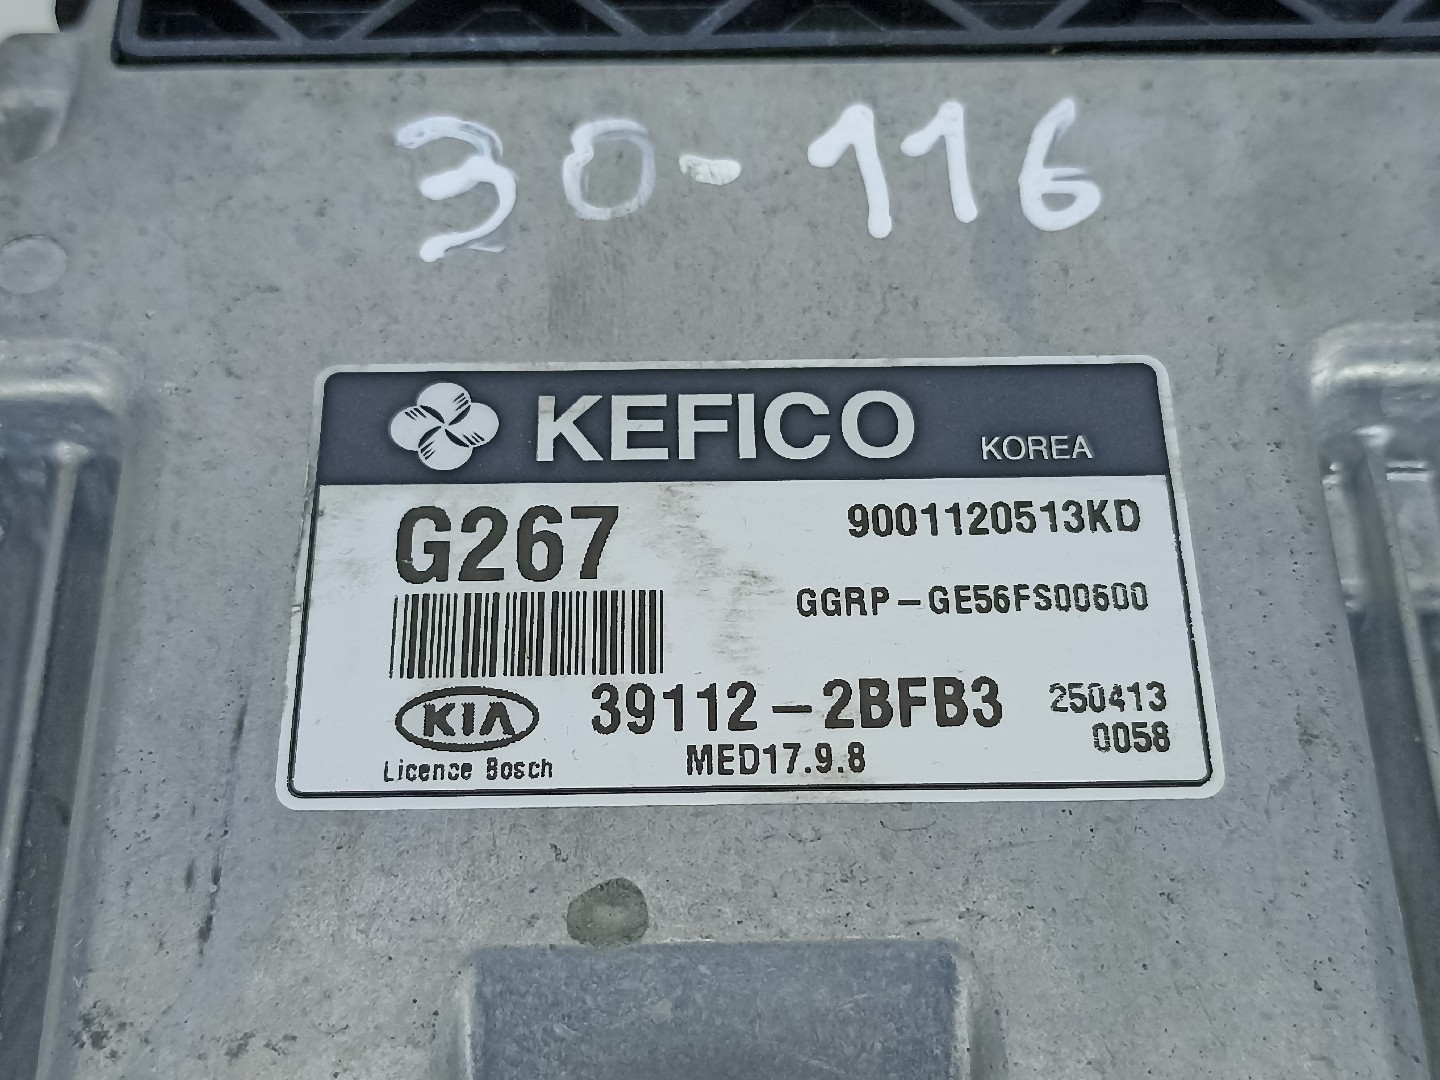 30-116
KEFICO KOREA
G267 9001120513KD
GGRP-GE56FS00600
KIA 39112-2BFB3 250413
Licence Bosch MED17.9.8 0058